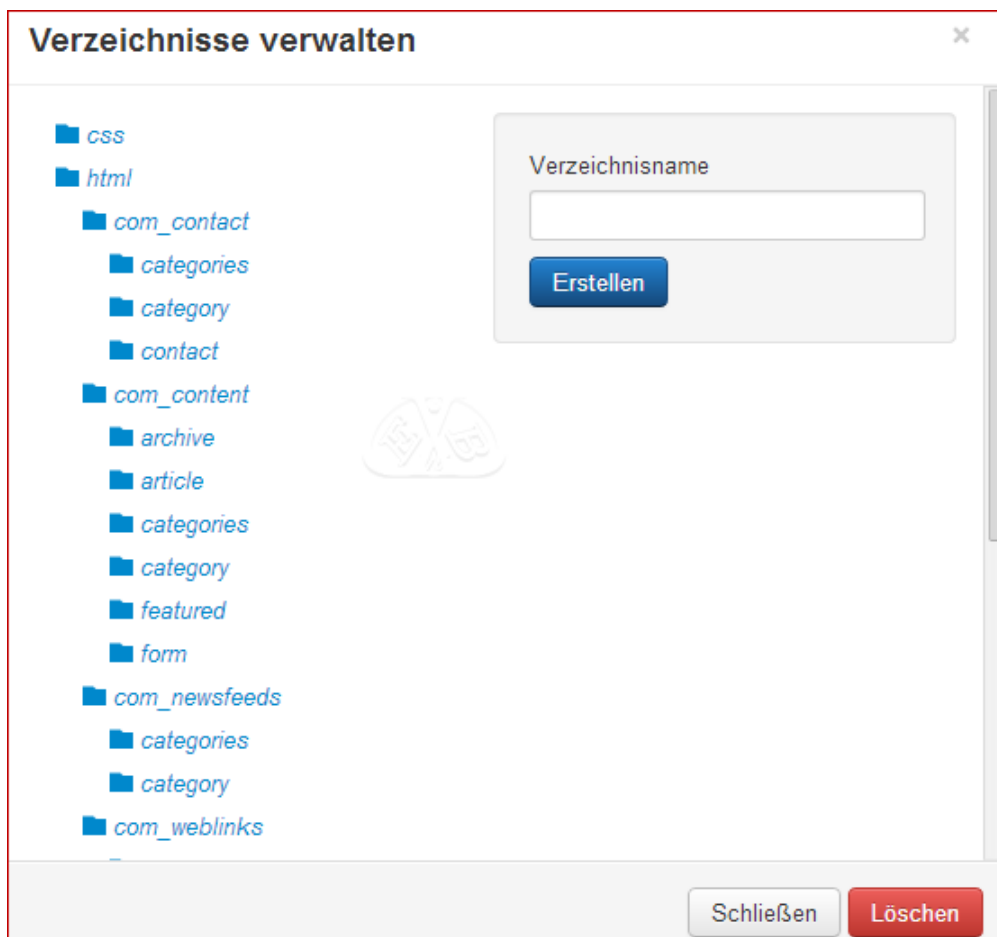 Verzeichnisse verwalten
×
css
html
com_contact
categories
category
contact
com_content
archive
article
categories
category
featured
form
com_newsfeeds
categories
category
com_weblinks
Verzeichnisname
Erstellen
Schließen
Löschen